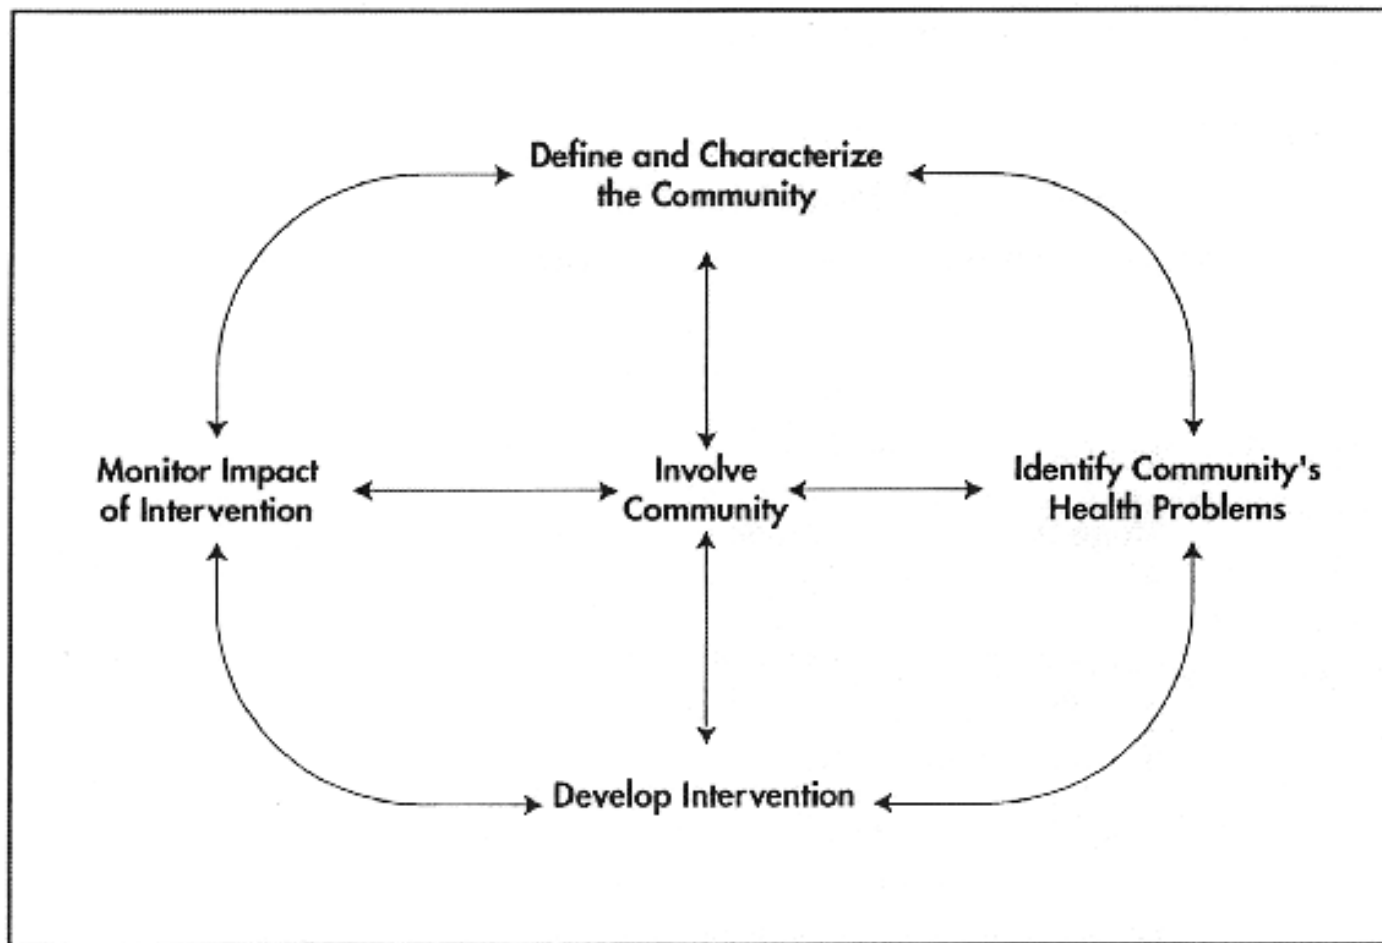 Define and Characterize
the Community
Monitor Impact
of Intervention
Involve
Community
Identify Community's
Health Problems
Develop Intervention